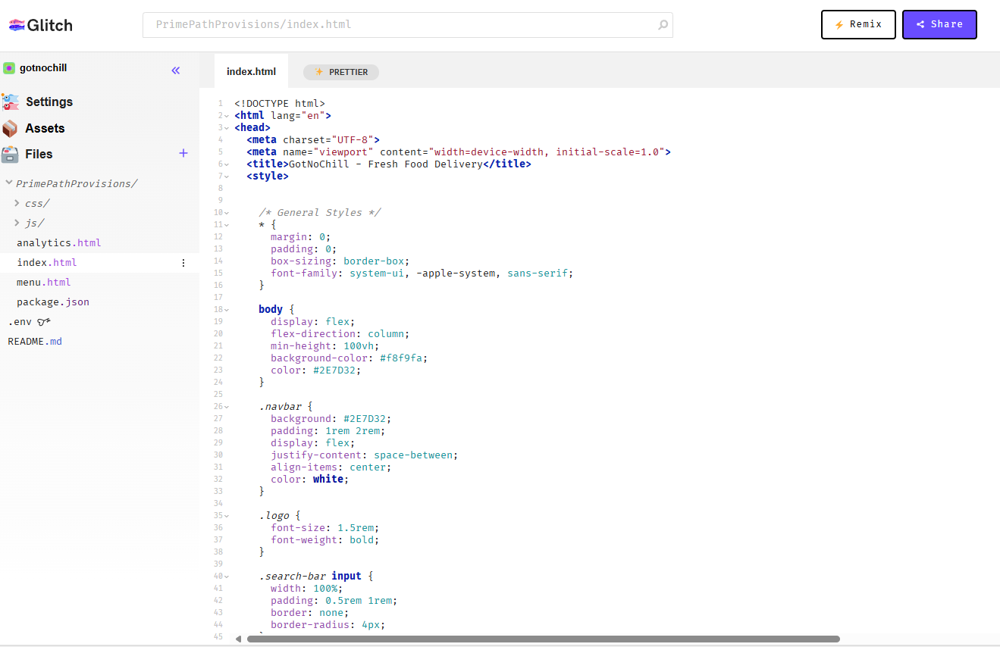 Glitch
PrimePathProvisions/index.html
Remix
Share
gotnochill
«
Settings
Assets
Files
+
PrimePathProvisions/
css/
js/
analytics.html
index.html
menu.html
package.json
.env
README.md
index.html
PRETTIER
1 <!DOCTYPE html>
2 <html lang="en">
3 <head>
4 <meta charset="UTF-8">
5 <meta name="viewport" content="width=device-width, initial-scale=1.0">
6 <title>GotNoChill - Fresh Food Delivery</title>
7 <style>
8
9
10 /* General Styles */
11 * {
12 margin: 0;
13 padding: 0;
14 box-sizing: border-box;
15 font-family: system-ui, -apple-system, sans-serif;
16 }
17
18 body {
19 display: flex;
20 flex-direction: column;
21 min-height: 100vh;
22 background-color: #f8f9fa;
23 color: #2E7D32;
24 }
25
26 .navbar {
27 background: #2E7D32;
28 padding: 1rem 2rem;
29 display: flex;
30 justify-content: space-between;
31 align-items: center;
32 color: white;
33 }
34
35 .logo {
36 font-size: 1.5rem;
37 font-weight: bold;
38 }
39
40 .search-bar input {
41 width: 100%;
42 padding: 0.5rem 1rem;
43 border: none;
44 border-radius: 4px;
45